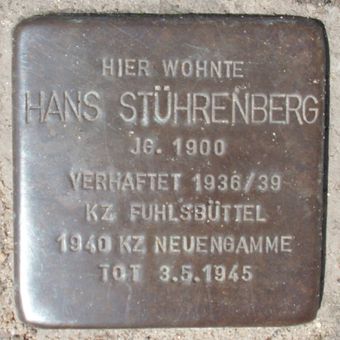 HIER WOHNTE
HANS STÜHRENBERG
JG. 1900
VERHAFTET 1936/39
KZ FUHLSBÜTTEL
1940 KZ NEUENGAMME
TOT 3.5.1945